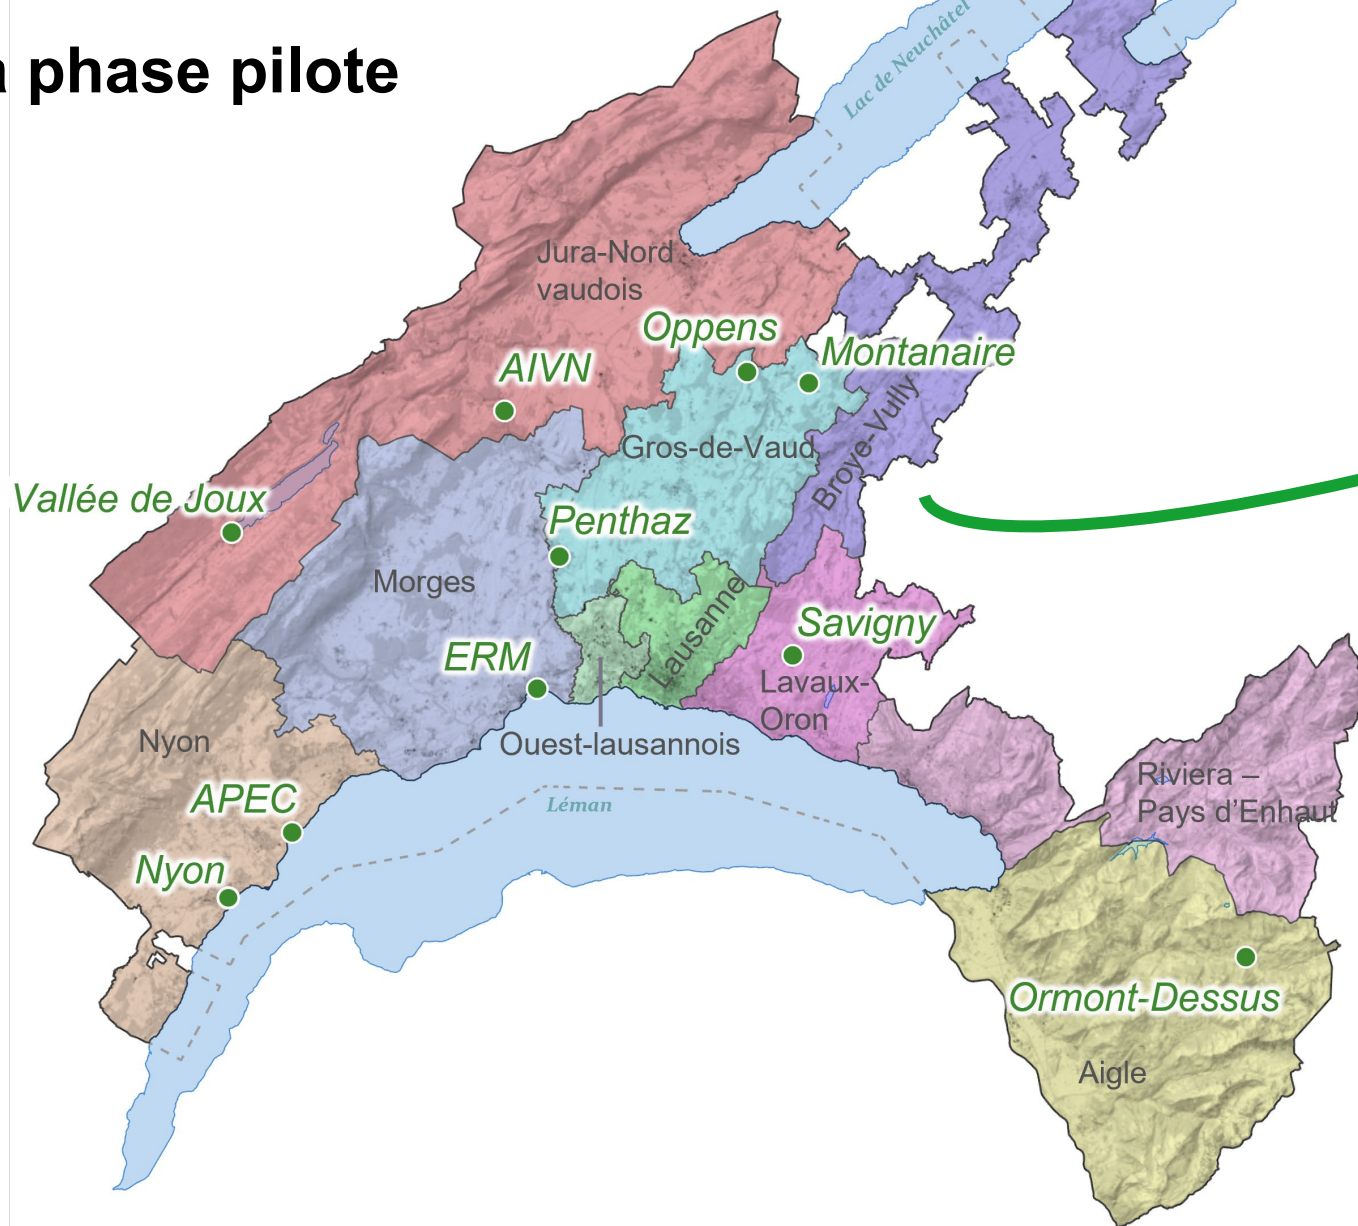 phase pilote
Lac de Neuchâtel
Jura-Nord
vaudois
Oppens
Montanaire
AIVN
Gros-de-Vaud
Broye-Vully
Vallée de Joux
Penthaz
Morges
Lausanne
Savigny
ERM
Lavaux-
Oron
Nyon
Ouest-lausannois
Riviera –
Pays d'Enhaut
APEC
Léman
Nyon
Ormont-Dessus
Aigle